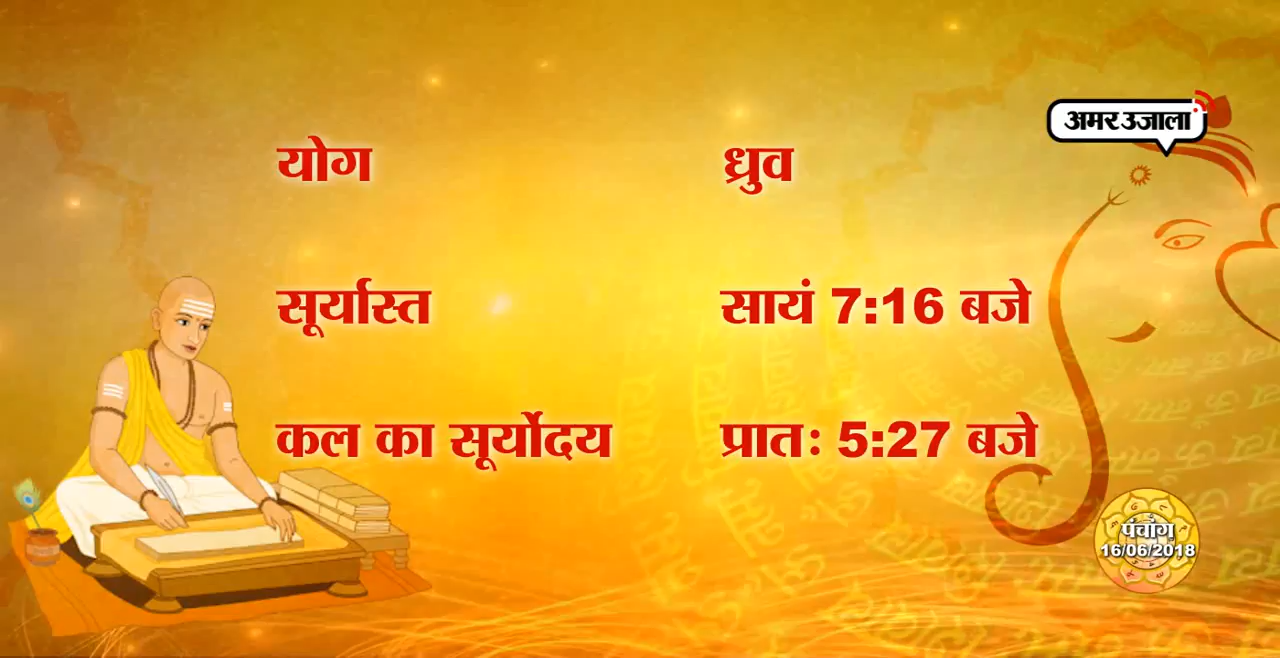 अमर उजाला
योग ध्रुव
सूर्यास्त सायं 7:16 बजे
कल का सूर्योदय प्रातः 5:27 बजे
पंचांग
16/06/2018